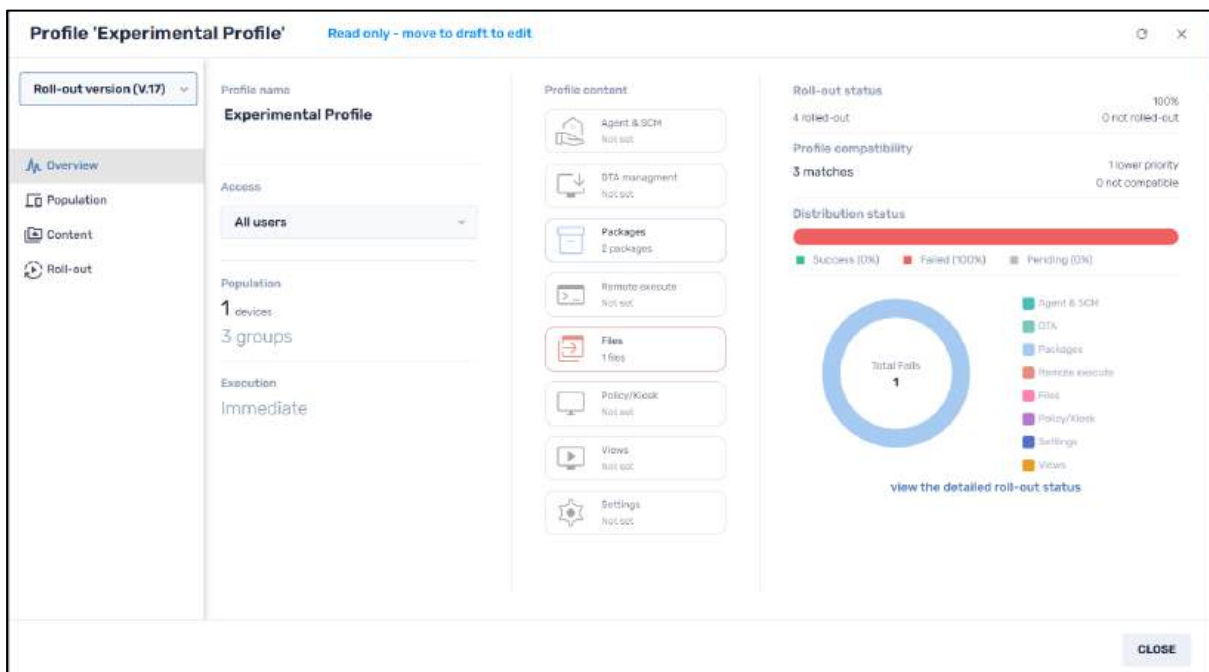 Profile 'Experimental Profile'
Read only - move to draft to edit
Roll-out version (V.17)
Overview
Population
Content
Roll-out
Profile name
Experimental Profile
Access
All users
Population
1 devices
3 groups
Execution
Immediate
Profile content
Agent & SCM
Not set
DTA managment
Not set
Packages
2 packages
Remote execute
Not set
Files
1 files
Policy/Kiosk
Not set
Views
Not set
Settings
Not set
Roll-out status
100%
4 rolled-out
0 not rolled-out
Profile compatibility
3 matches
1 lower priority
0 not compatible
Distribution status
Success (0%)
Failed (100%)
Pending (0%)
Total Fails
1
Agent & SCM
DTA
Packages
Remote execute
Files
Policy/Kiosk
Settings
Views
view the detailed roll-out status
CLOSE